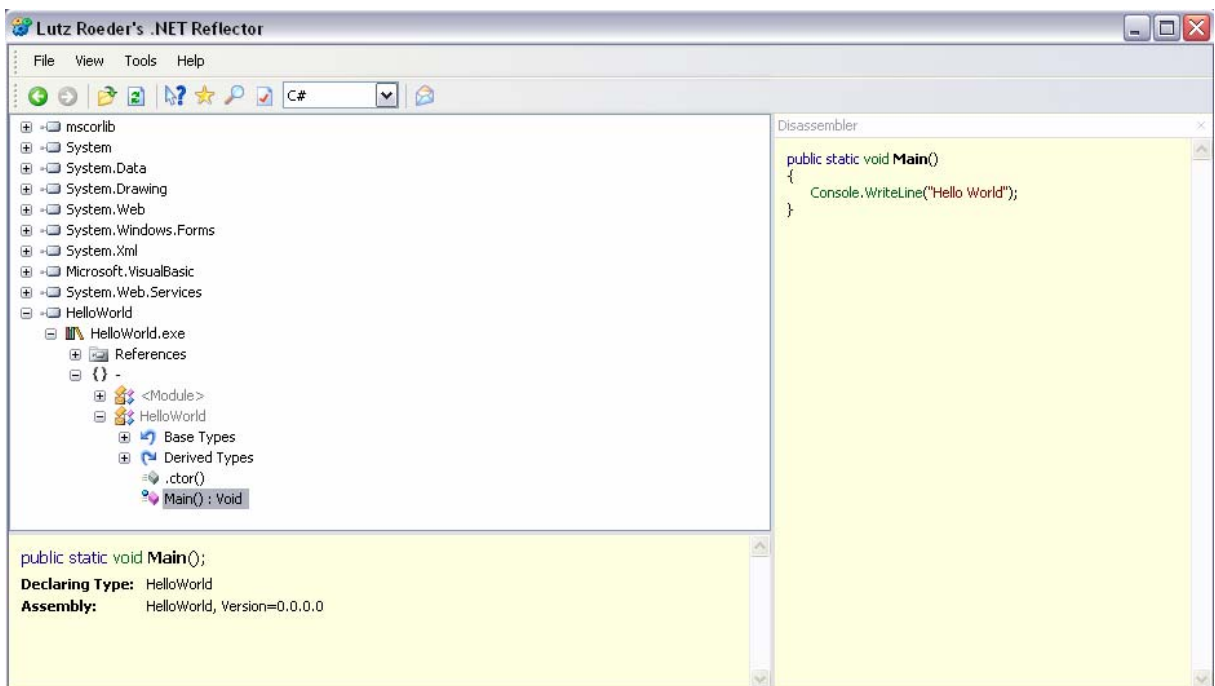 Lutz Roeder's .NET Reflector
File View Tools Help
C#
mscorlib
System
System.Data
System.Drawing
System.Web
System.Windows.Forms
System.Xml
Microsoft.VisualBasic
System.Web.Services
HelloWorld
HelloWorld.exe
References
{} -
<Module>
HelloWorld
Base Types
Derived Types
.ctor()
Main() : Void
public static void Main();
Declaring Type: HelloWorld
Assembly: HelloWorld, Version=0.0.0.0
Disassembler
public static void Main()
{
Console.WriteLine("Hello World");
}